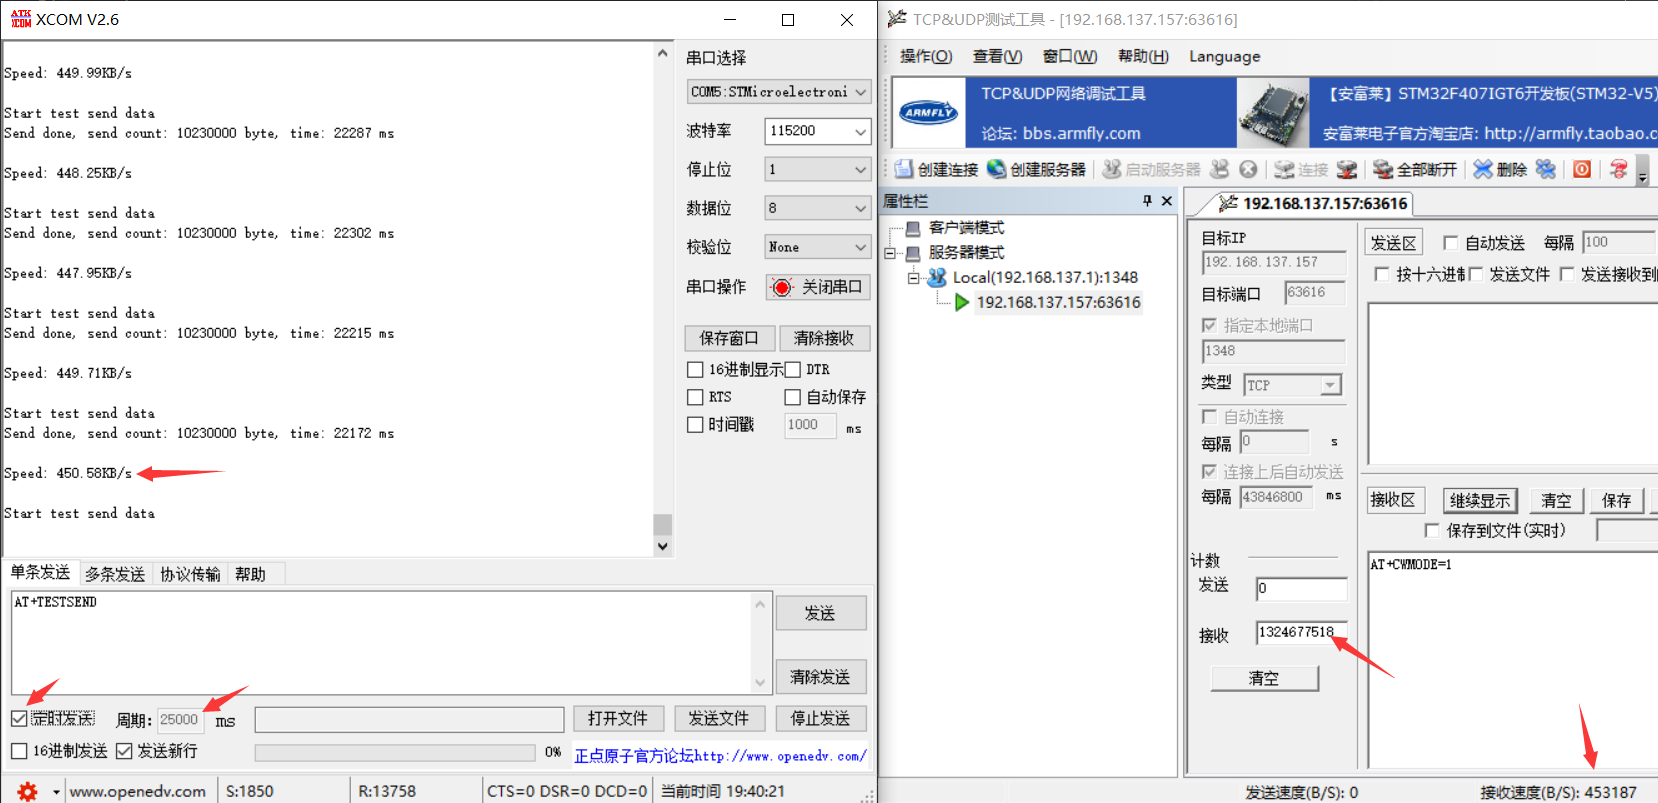 XCOM V2.6
Speed: 449.99KB/s
Start test send data
Send done, send count: 10230000 byte, time: 22287 ms
Speed: 448.25KB/s
Start test send data
Send done, send count: 10230000 byte, time: 22302 ms
Speed: 447.95KB/s
Start test send data
Send done, send count: 10230000 byte, time: 22215 ms
Speed: 449.71KB/s
Start test send data
Send done, send count: 10230000 byte, time: 22172 ms
Speed: 450.58KB/s
Start test send data
串口选择
COM5:STMicroelectroni
波特率 115200
停止位 1
数据位 8
校验位 None
串口操作 关闭串口
保存窗口 清除接收
16进制显示 DTR
RTS 自动保存
时间戳 1000 ms
单条发送 多条发送 协议传输 帮助
AT+TESTSEND
发送
清除发送
定时发送 周期: 25000 ms 打开文件 发送文件 停止发送
16进制发送 发送新行 0% 正点原子官方论坛http://www.openedv.com/
www.openedv.com S:1850 R:13758 CTS=0 DSR=0 DCD=0 当前时间 19:40:21
TCP&UDP测试工具 - [192.168.137.157:63616]
操作(O) 查看(V) 窗口(W) 帮助(H) Language
ARMFLY
TCP&UDP网络调试工具
论坛: bbs.armfly.com
【安富莱】STM32F407IGT6开发板(STM32-V5)
安富莱电子官方淘宝店: http://armfly.taobao.c
创建连接 创建服务器 启动服务器 连接 全部断开 删除
属性栏
客户端模式
服务器模式
Local(192.168.137.1):1348
192.168.137.157:63616
192.168.137.157:63616
目标IP
192.168.137.157
目标端口 63616
指定本地端口
1348
类型 TCP
自动连接
每隔 0 s
连接上后自动发送
每隔 43846800 ms
计数
发送 0
接收 1324677518
清空
发送区 自动发送 每隔 100
按十六进制 发送文件 发送接收到
接收区 继续显示 清空 保存
保存到文件(实时)
AT+CWMODE=1
发送速度(B/S): 0 接收速度(B/S): 453187